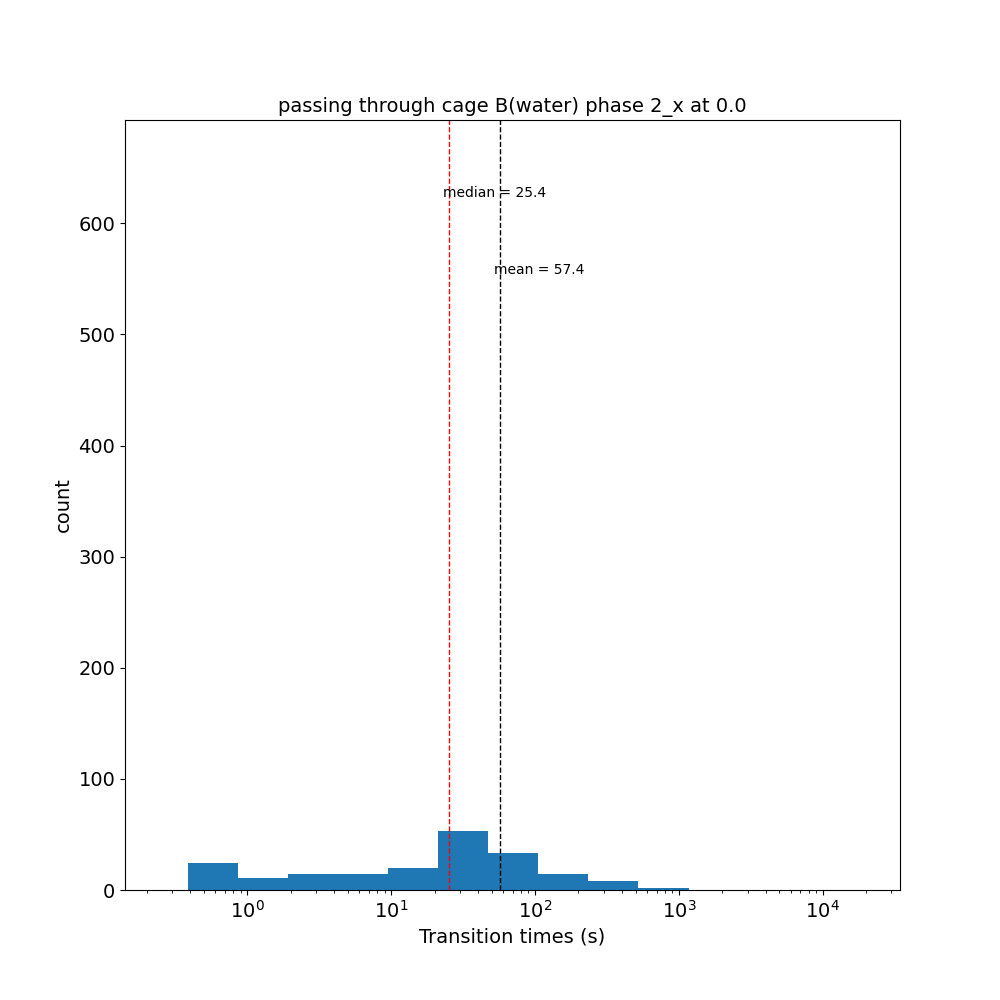 passing through cage B(water) phase 2_x at 0.0
median = 25.4
mean = 57.4
600
500
400
300
200
100
0
count
10⁰ 10¹ 10² 10³ 10⁴
Transition times (s)